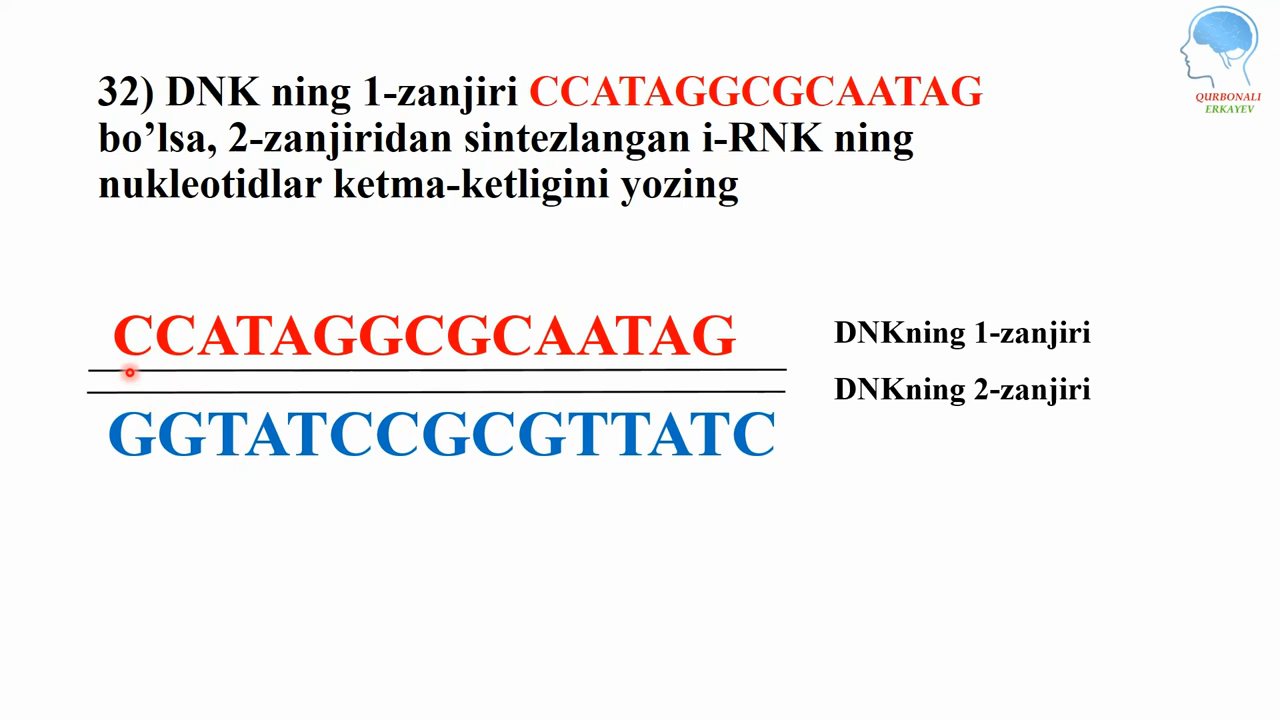 32) DNK ning 1-zanjiri CCATAGGCGCAATAG
bo’lsa, 2-zanjiridan sintezlangan i-RNK ning
nukleotidlar ketma-ketligini yozing
QURBONALI
ERKAYEV
CCATAGGCGCAATAG
DNKning 1-zanjiri
DNKning 2-zanjiri
GGTATCCGCGTTATC